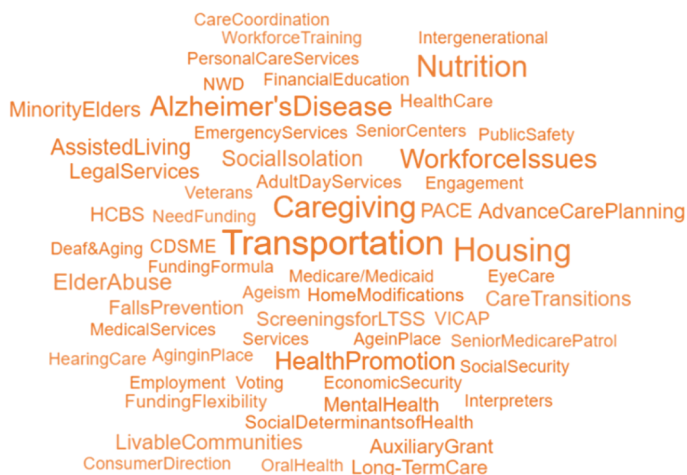 CareCoordination
WorkforceTraining Intergenerational
PersonalCareServices Nutrition
NWD FinancialEducation
MinorityElders Alzheimer'sDisease HealthCare
EmergencyServices SeniorCenters PublicSafety
AssistedLiving SocialIsolation WorkforceIssues
LegalServices AdultDayServices Engagement
Veterans
HCBS NeedFunding Caregiving PACE AdvanceCarePlanning
Deaf&Aging CDSME Transportation Housing
FundingFormula Medicare/Medicaid EyeCare
ElderAbuse Ageism HomeModifications CareTransitions
FallsPrevention ScreeningsforLTSS VICAP
MedicalServices Services AgeinPlace SeniorMedicarePatrol
HearingCare AginginPlace HealthPromotion SocialSecurity
Employment Voting EconomicSecurity
FundingFlexibility MentalHealth Interpreters
SocialDeterminantsofHealth
LivableCommunities AuxiliaryGrant
ConsumerDirection OralHealth Long-TermCare